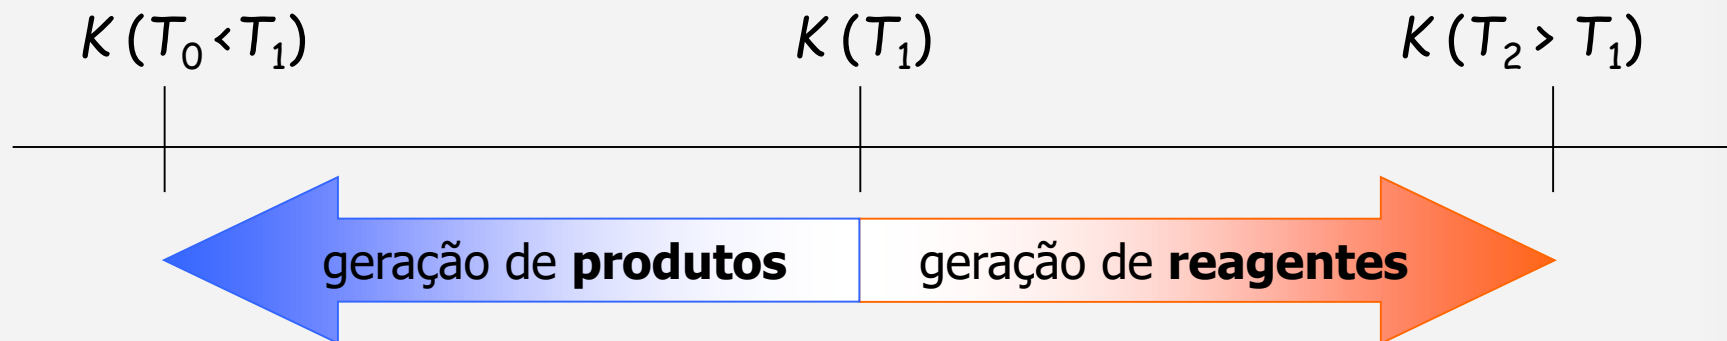 K (T₀ < T₁) K (T₁) K (T₂ > T₁)
geração de produtos geração de reagentes